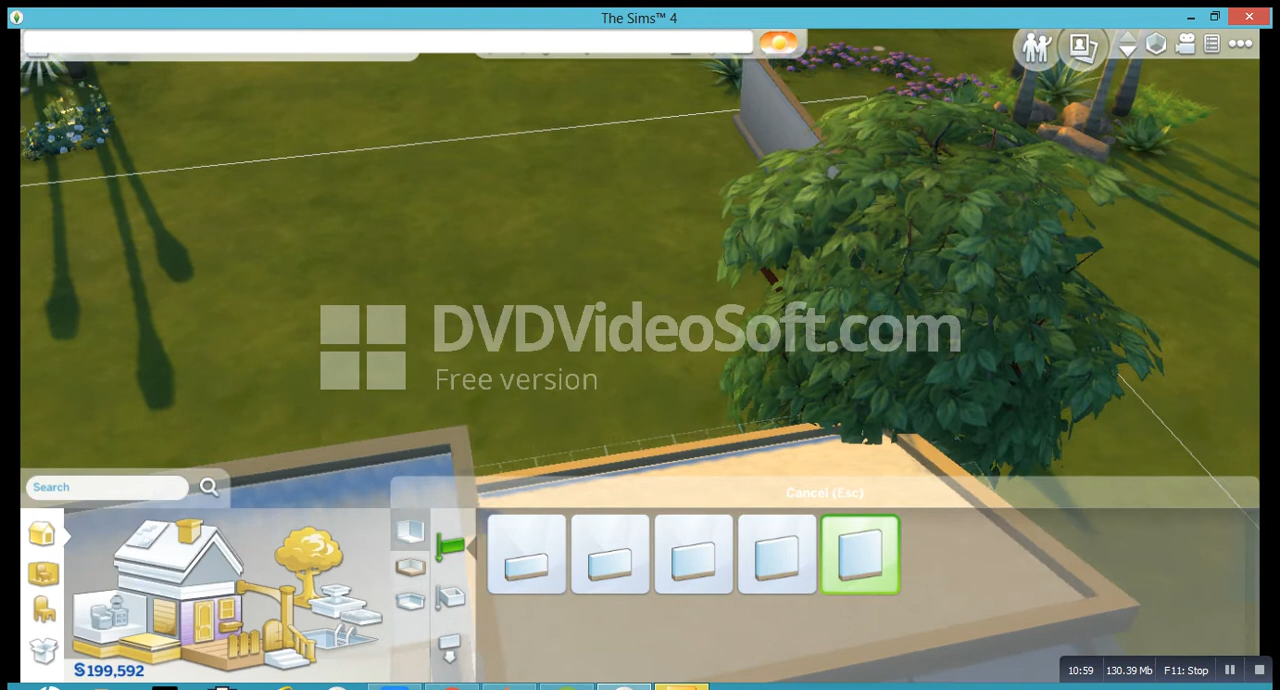 The Sims™ 4
DVDVideoSoft.com
Free version
Search
Cancel (Esc)
§199,592
10:59 130.39 Mb F11: Stop